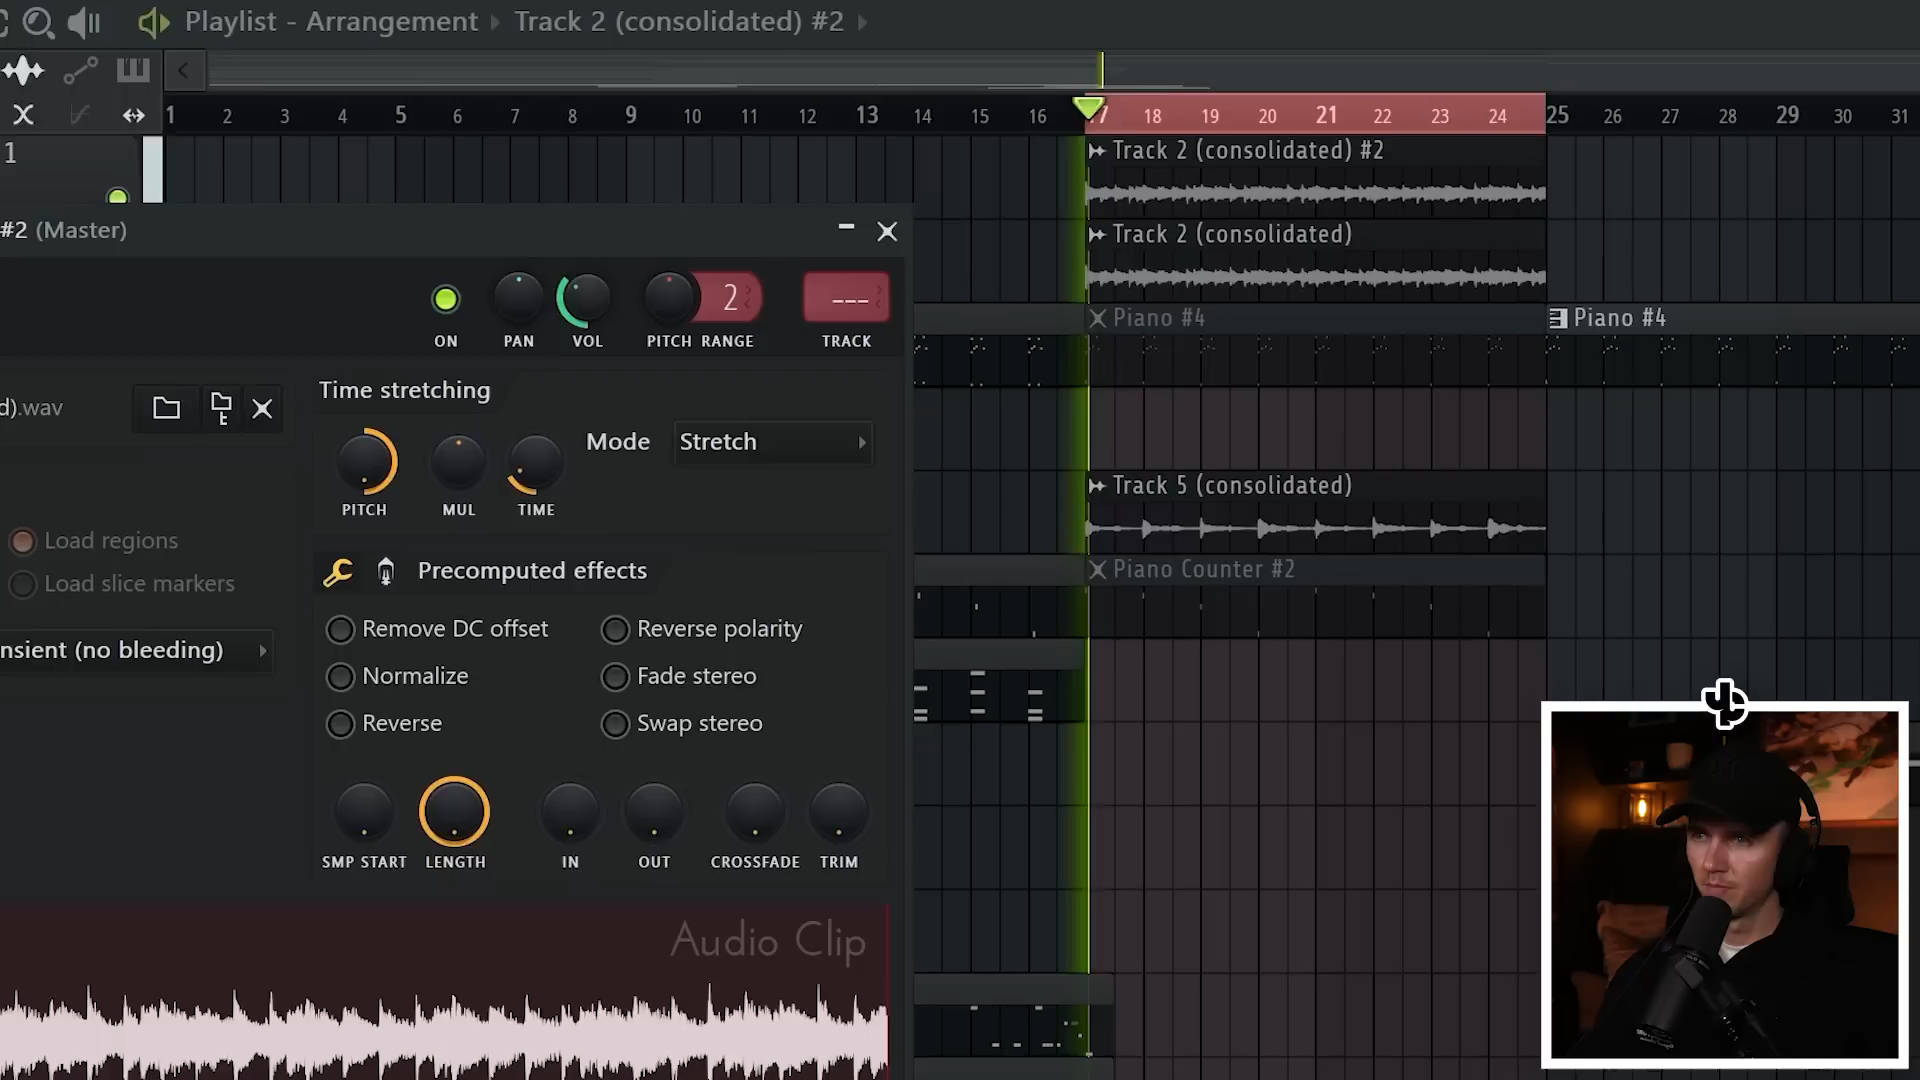 Playlist - Arrangement Track 2 (consolidated) #2
1 2 3 4 5 6 7 8 9 10 11 12 13 14 15 16 17 18 19 20 21 22 23 24 25 26 27 28 29 30 31
1
Track 2 (consolidated) #2
#2 (Master)
Track 2 (consolidated)
2
---
ON PAN VOL PITCH RANGE TRACK
Piano #4
Piano #4
Time stretching
d).wav
Mode Stretch
PITCH MUL TIME
Track 5 (consolidated)
Load regions
Load slice markers
Precomputed effects
Piano Counter #2
Remove DC offset
Reverse polarity
nsient (no bleeding)
Normalize
Fade stereo
Reverse
Swap stereo
SMP START LENGTH IN OUT CROSSFADE TRIM
Audio Clip